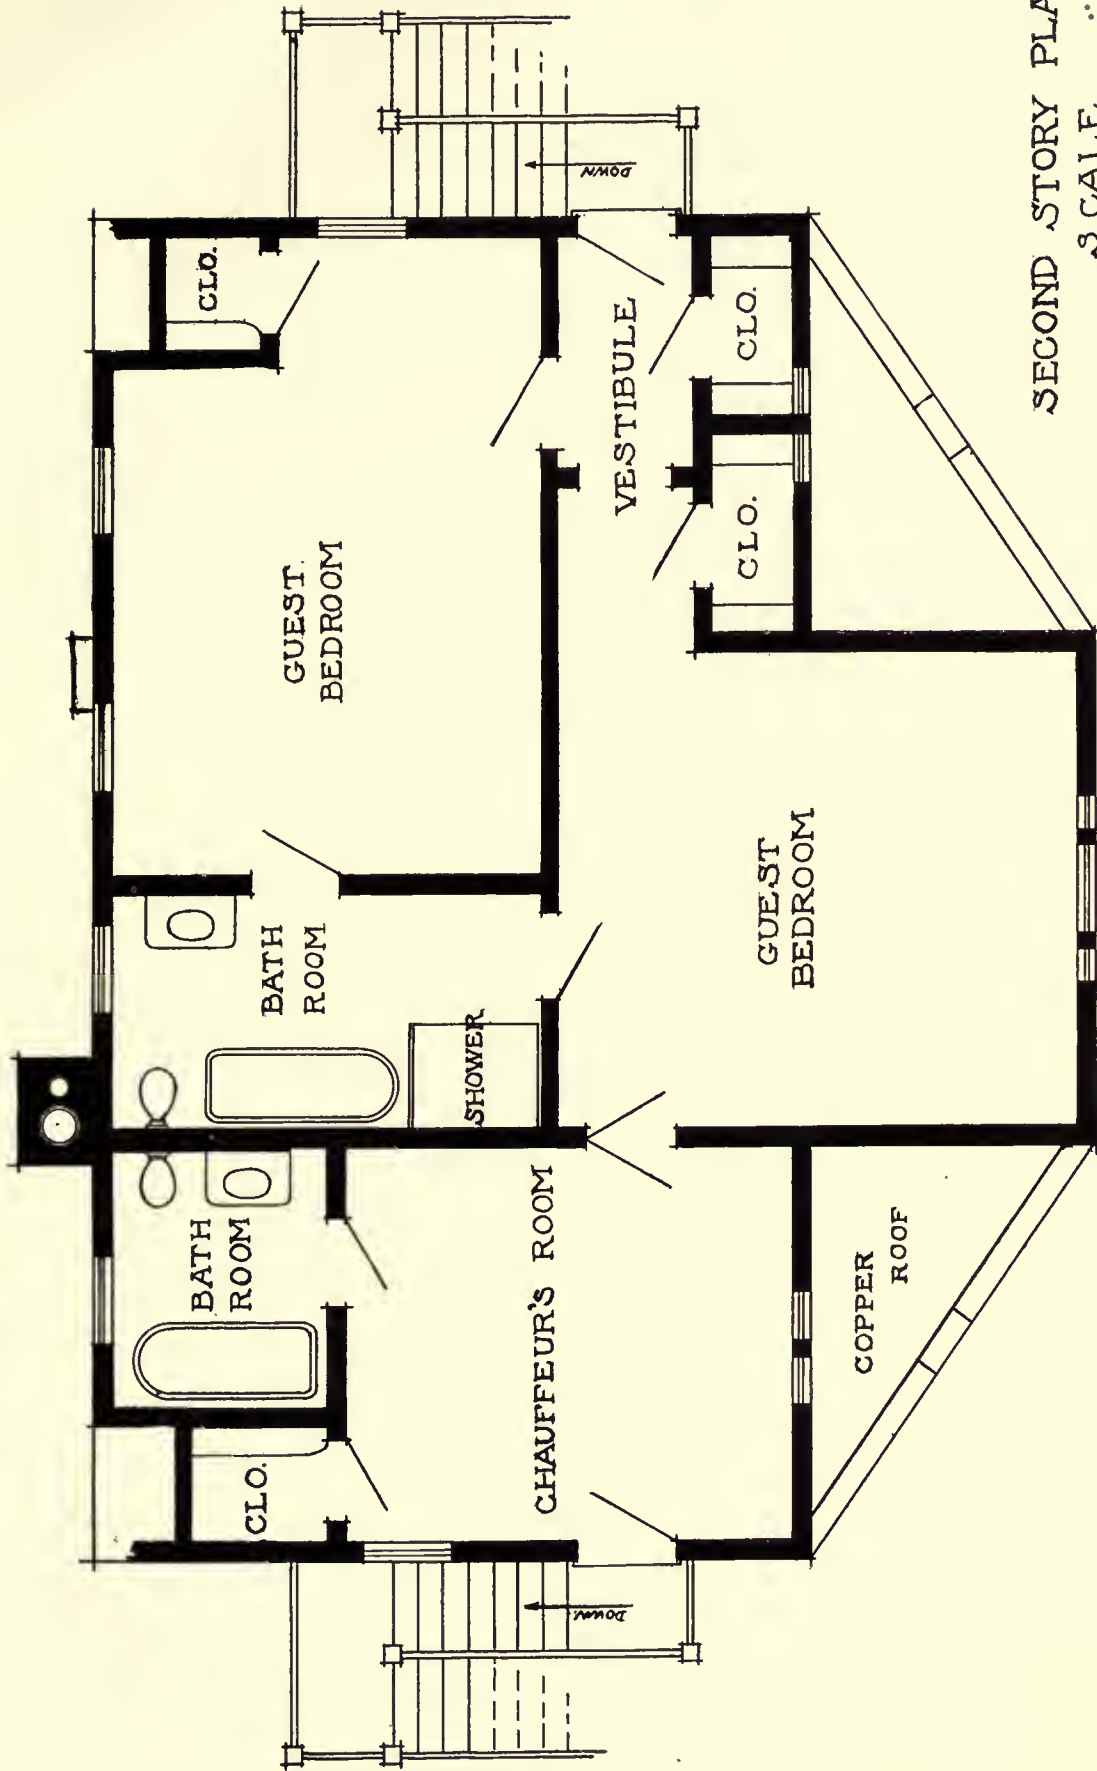 CLO.
BATH
ROOM
BATH
ROOM
GUEST
BEDROOM
CLO.
SHOWER
CHAUFFEUR'S ROOM
DOWN
VESTIBULE
DOWN
CLO.
CLO.
GUEST
BEDROOM
COPPER
ROOF
SECOND STORY PLA
SCALE